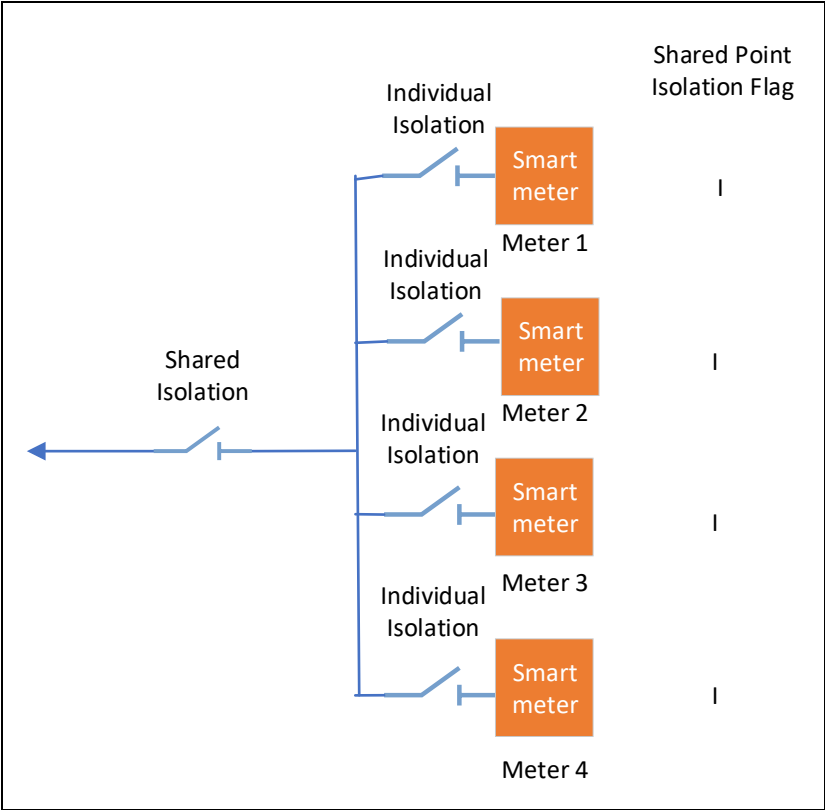 Shared Point
Isolation Flag
Individual
Isolation
Smart
meter
I
Meter 1
Individual
Isolation
Smart
meter
I
Meter 2
Shared
Isolation
Individual
Isolation
Smart
meter
I
Meter 3
Individual
Isolation
Smart
meter
I
Meter 4